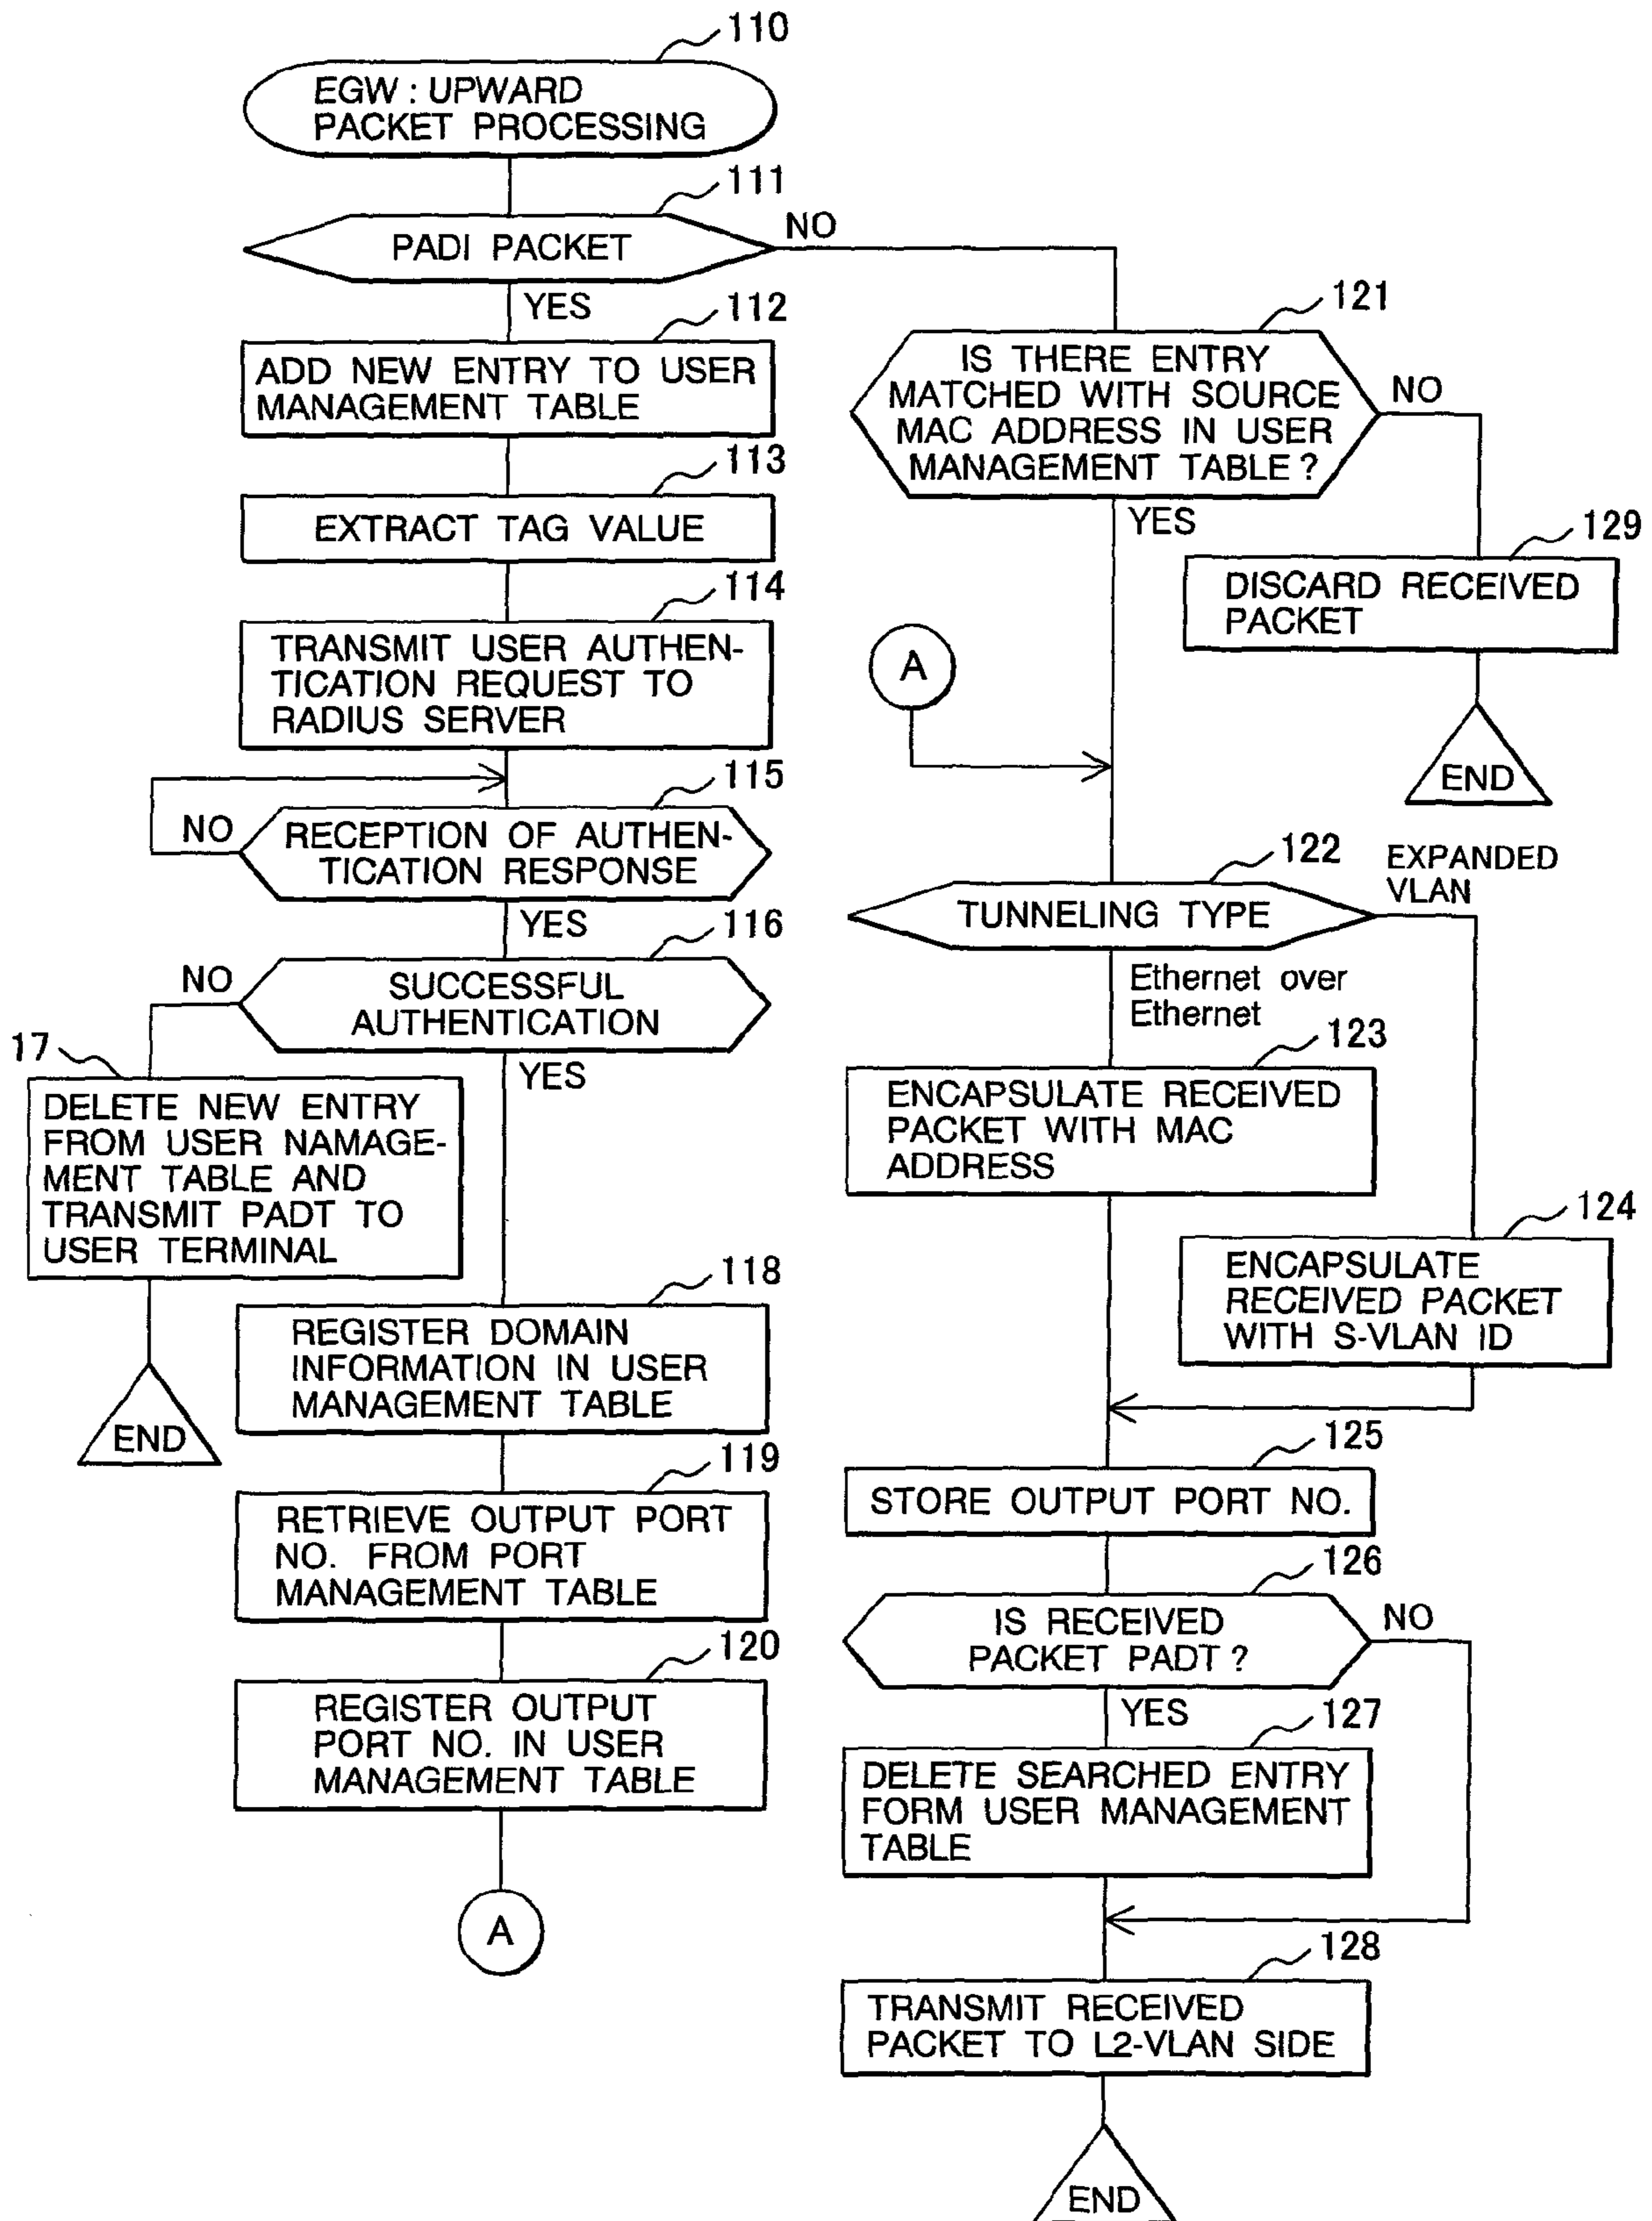 110
EGW : UPWARD
PACKET PROCESSING
111
PADI PACKET
NO
YES
112
ADD NEW ENTRY TO USER
MANAGEMENT TABLE
113
EXTRACT TAG VALUE
114
TRANSMIT USER AUTHEN-
TICATION REQUEST TO
RADIUS SERVER
115
NO
RECEPTION OF AUTHEN-
TICATION RESPONSE
YES
116
NO
SUCCESSFUL
AUTHENTICATION
YES
17
DELETE NEW ENTRY
FROM USER NAMAGE-
MENT TABLE AND
TRANSMIT PADT TO
USER TERMINAL
END
118
REGISTER DOMAIN
INFORMATION IN USER
MANAGEMENT TABLE
119
RETRIEVE OUTPUT PORT
NO. FROM PORT
MANAGEMENT TABLE
120
REGISTER OUTPUT
PORT NO. IN USER
MANAGEMENT TABLE
A
121
IS THERE ENTRY
MATCHED WITH SOURCE
MAC ADDRESS IN USER
MANAGEMENT TABLE ?
NO
YES
129
DISCARD RECEIVED
PACKET
END
A
122
EXPANDED
VLAN
TUNNELING TYPE
Ethernet over
Ethernet
123
ENCAPSULATE RECEIVED
PACKET WITH MAC
ADDRESS
124
ENCAPSULATE
RECEIVED PACKET
WITH S-VLAN ID
125
STORE OUTPUT PORT NO.
126
IS RECEIVED
PACKET PADT ?
NO
YES
127
DELETE SEARCHED ENTRY
FORM USER MANAGEMENT
TABLE
128
TRANSMIT RECEIVED
PACKET TO L2-VLAN SIDE
END